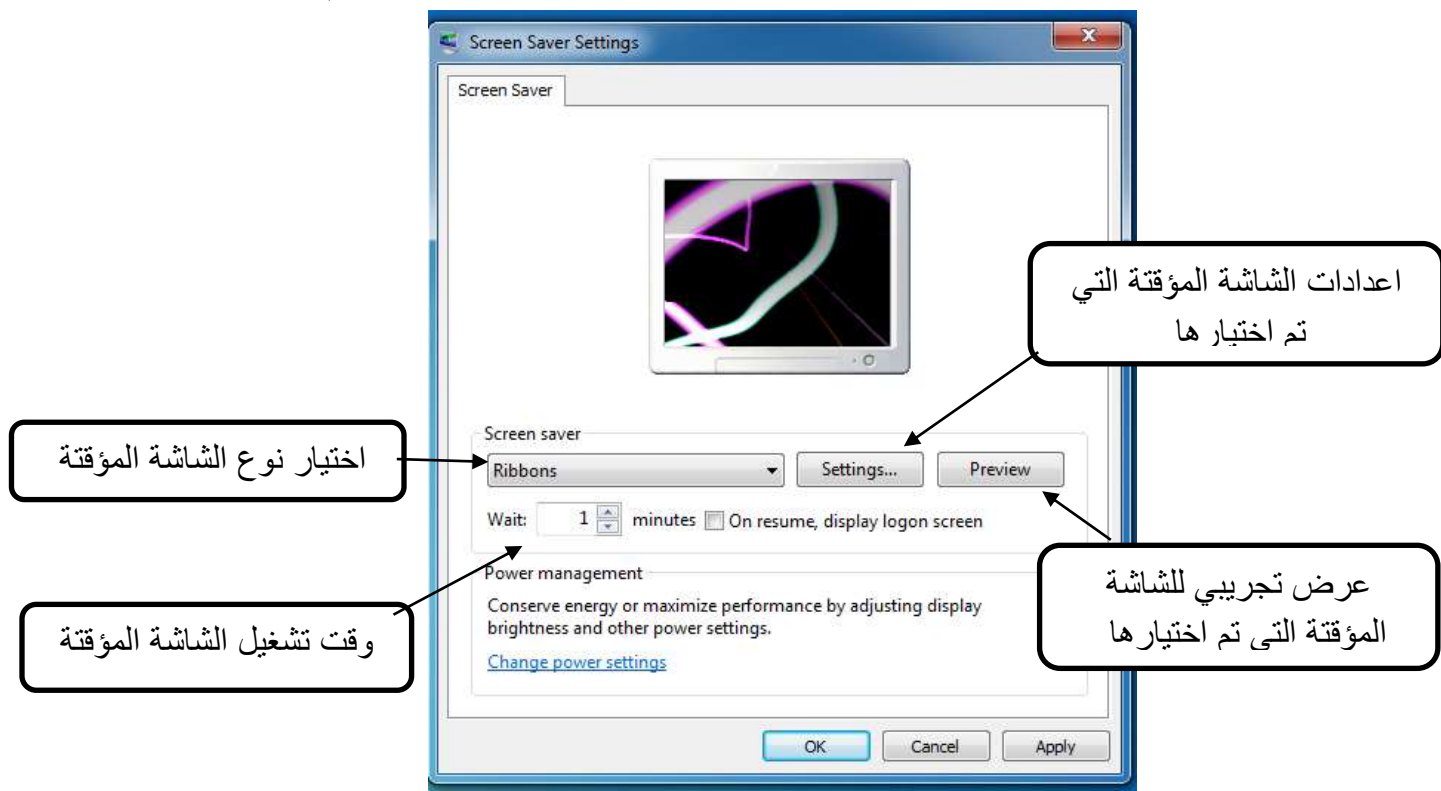 Screen Saver Settings
Screen Saver
اعدادات الشاشة المؤقتة التي
تم اختيارها
Screen saver
اختيار نوع الشاشة المؤقتة
Ribbons
Settings...
Preview
Wait: 1 minutes On resume, display logon screen
Power management
عرض تجريبي للشاشة
المؤقتة التي تم اختيارها
Conserve energy or maximize performance by adjusting display
brightness and other power settings.
وقت تشغيل الشاشة المؤقتة
Change power settings
OK
Cancel
Apply